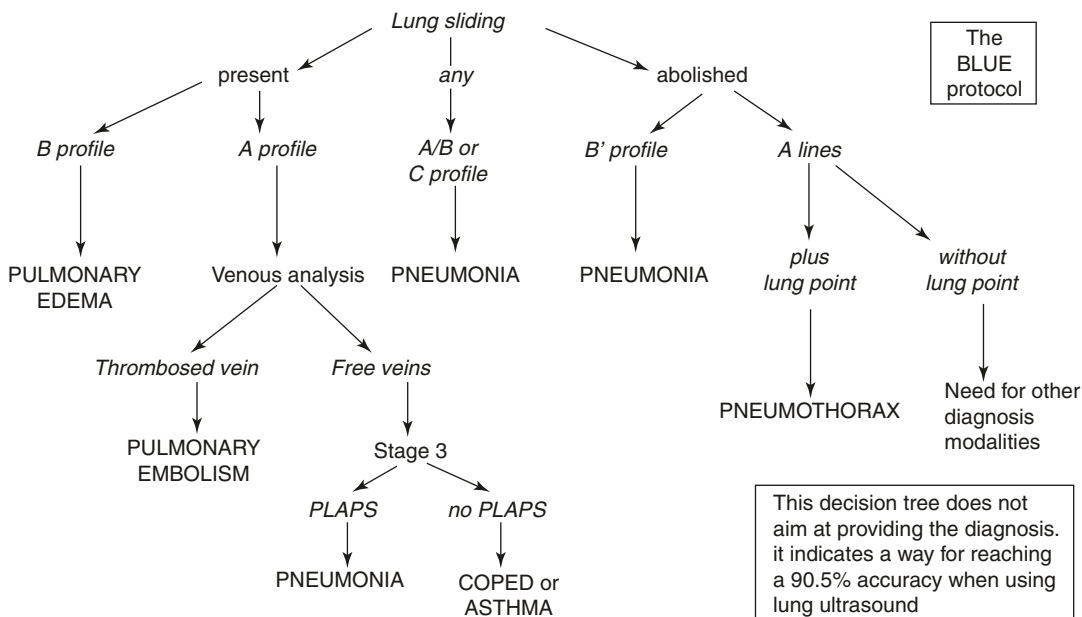 Lung sliding
The
BLUE
protocol
present
any
abolished
B profile
A profile
A/B or
C profile
B' profile
A lines
PULMONARY
EDEMA
Venous analysis
PNEUMONIA
PNEUMONIA
plus
lung point
without
lung point
Thrombosed vein
Free veins
PULMONARY
EMBOLISM
Stage 3
PNEUMOTHORAX
Need for other
diagnosis
modalities
PLAPS
no PLAPS
PNEUMONIA
COPED or
ASTHMA
This decision tree does not
aim at providing the diagnosis.
it indicates a way for reaching
a 90.5% accuracy when using
lung ultrasound